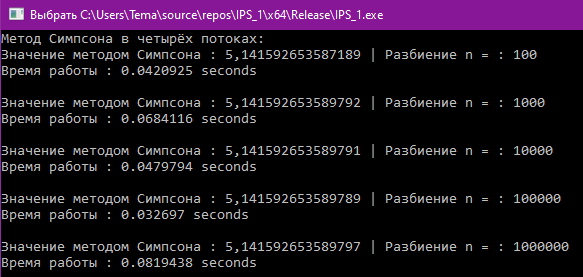 Выбрать C:\Users\Tema\source\repos\IPS_1\x64\Release\IPS_1.exe
Метод Симпсона в четырёх потоках:
Значение методом Симпсона : 5,141592653587189 | Разбиение n = : 100
Время работы : 0.0420925 seconds
Значение методом Симпсона : 5,141592653589792 | Разбиение n = : 1000
Время работы : 0.0684116 seconds
Значение методом Симпсона : 5,141592653589791 | Разбиение n = : 10000
Время работы : 0.0479794 seconds
Значение методом Симпсона : 5,141592653589789 | Разбиение n = : 100000
Время работы : 0.032697 seconds
Значение методом Симпсона : 5,141592653589797 | Разбиение n = : 1000000
Время работы : 0.0819438 seconds